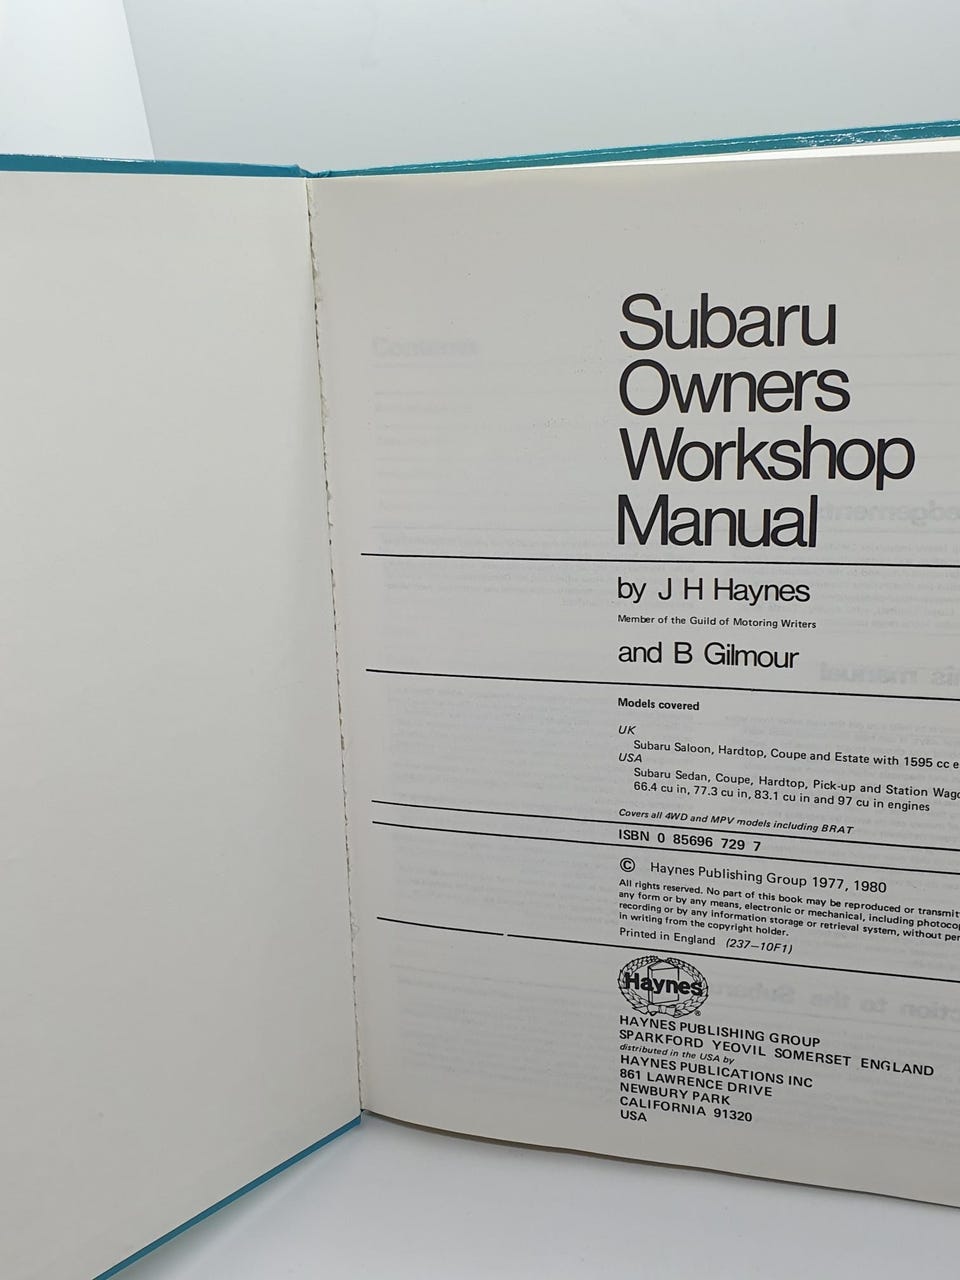 Subaru
Owners
Workshop
Manual
by J H Haynes
Member of the Guild of Motoring Writers
and B Gilmour
Models covered
UK
Subaru Saloon, Hardtop, Coupe and Estate with 1595 cc
USA
Subaru Sedan, Coupe, Hardtop, Pick-up and Station
66.4 cu in, 77.3 cu in, 83.1 cu in and 97 cu in engines
Covers all 4WD and MPV models including BRAT
ISBN 0 85696 729 7
© Haynes Publishing Group 1977, 1980
All rights reserved. No part of this book may be reproduced or
any form or by any means, electronic or mechanical, including
recording or by any information storage or retrieval system, without
in writing from the copyright holder.
Printed in England (237–10F1)
Haynes
®
HAYNES PUBLISHING GROUP
SPARKFORD YEOVIL SOMERSET ENGLAND
distributed in the USA by
HAYNES PUBLICATIONS INC
861 LAWRENCE DRIVE
NEWBURY PARK
CALIFORNIA 91320
USA